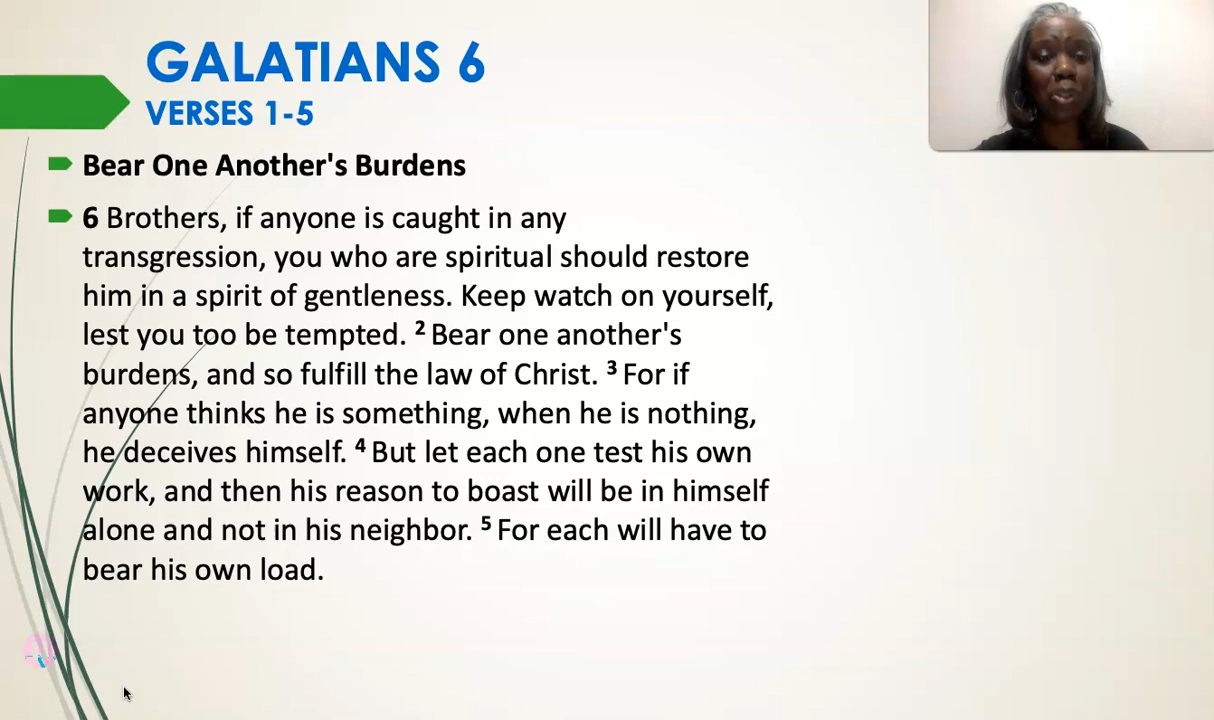 GALATIANS 6
VERSES 1-5
Bear One Another's Burdens
6 Brothers, if anyone is caught in any
transgression, you who are spiritual should restore
him in a spirit of gentleness. Keep watch on yourself,
lest you too be tempted. ² Bear one another's
burdens, and so fulfill the law of Christ. ³ For if
anyone thinks he is something, when he is nothing,
he deceives himself. ⁴ But let each one test his own
work, and then his reason to boast will be in himself
alone and not in his neighbor. ⁵ For each will have to
bear his own load.